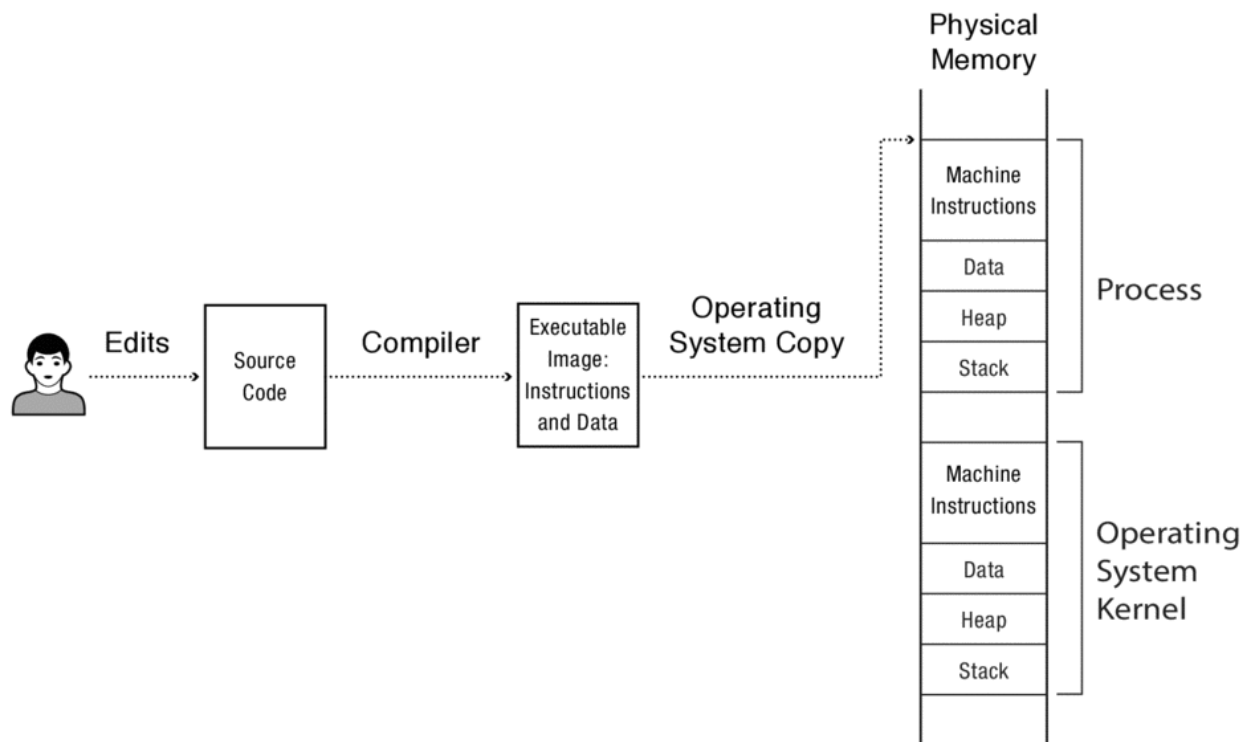 Physical
Memory
Machine
Instructions
Data
Heap
Stack
Process
Edits
Source
Code
Compiler
Executable
Image:
Instructions
and Data
Operating
System Copy
Machine
Instructions
Data
Heap
Stack
Operating
System
Kernel